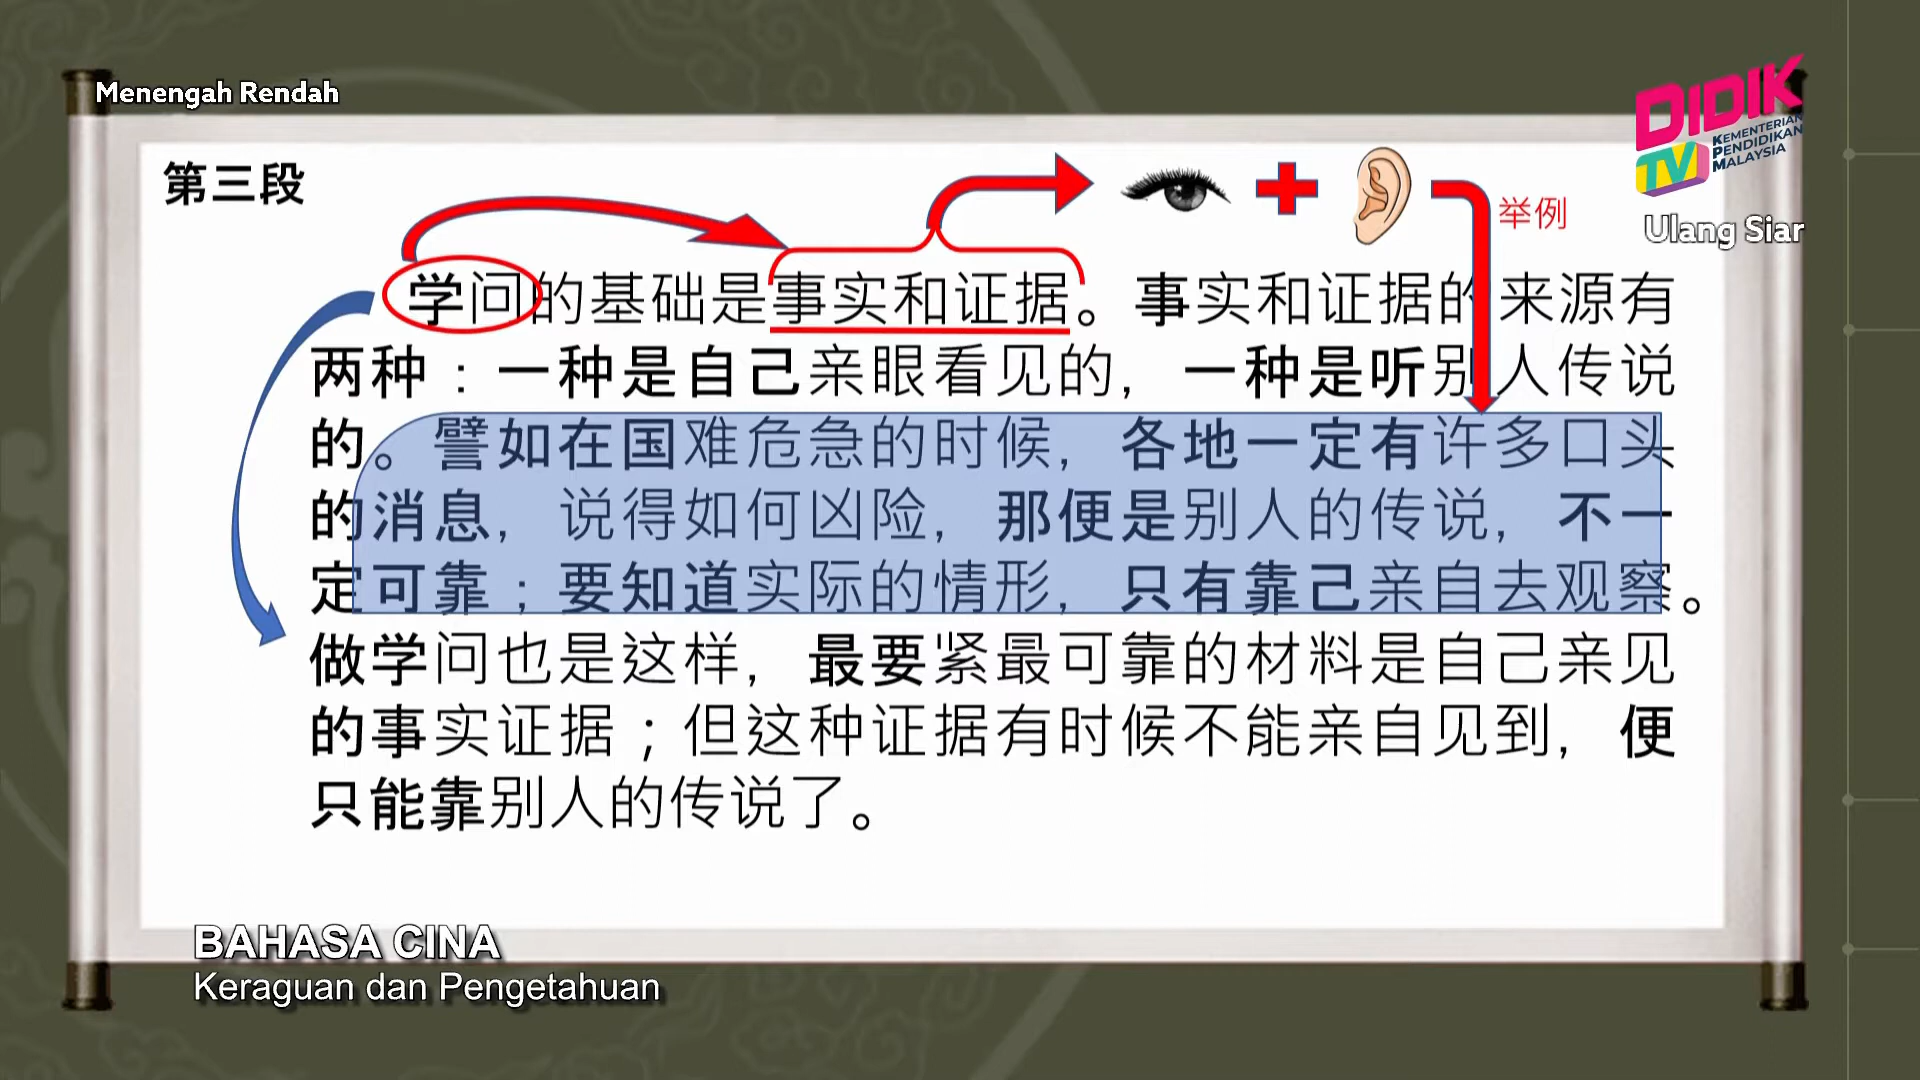 Menengah Rendah
DIDIK
TV
KEMENTERIAN
PENDIDIKAN
MALAYSIA
Ulang Siar
第三段
举例
学问的基础是事实和证据。事实和证据的来源有
两种：一种是自己亲眼看见的，一种是听别人传说
的。譬如在国难危急的时候，各地一定有许多口头
的消息，说得如何凶险，那便是别人的传说，不一
定可靠；要知道实际的情形，只有靠己亲自去观察。
做学问也是这样，最要紧最可靠的材料是自己亲见
的事实证据；但这种证据有时候不能亲自见到，便
只能靠别人的传说了。
BAHASA CINA
Keraguan dan Pengetahuan